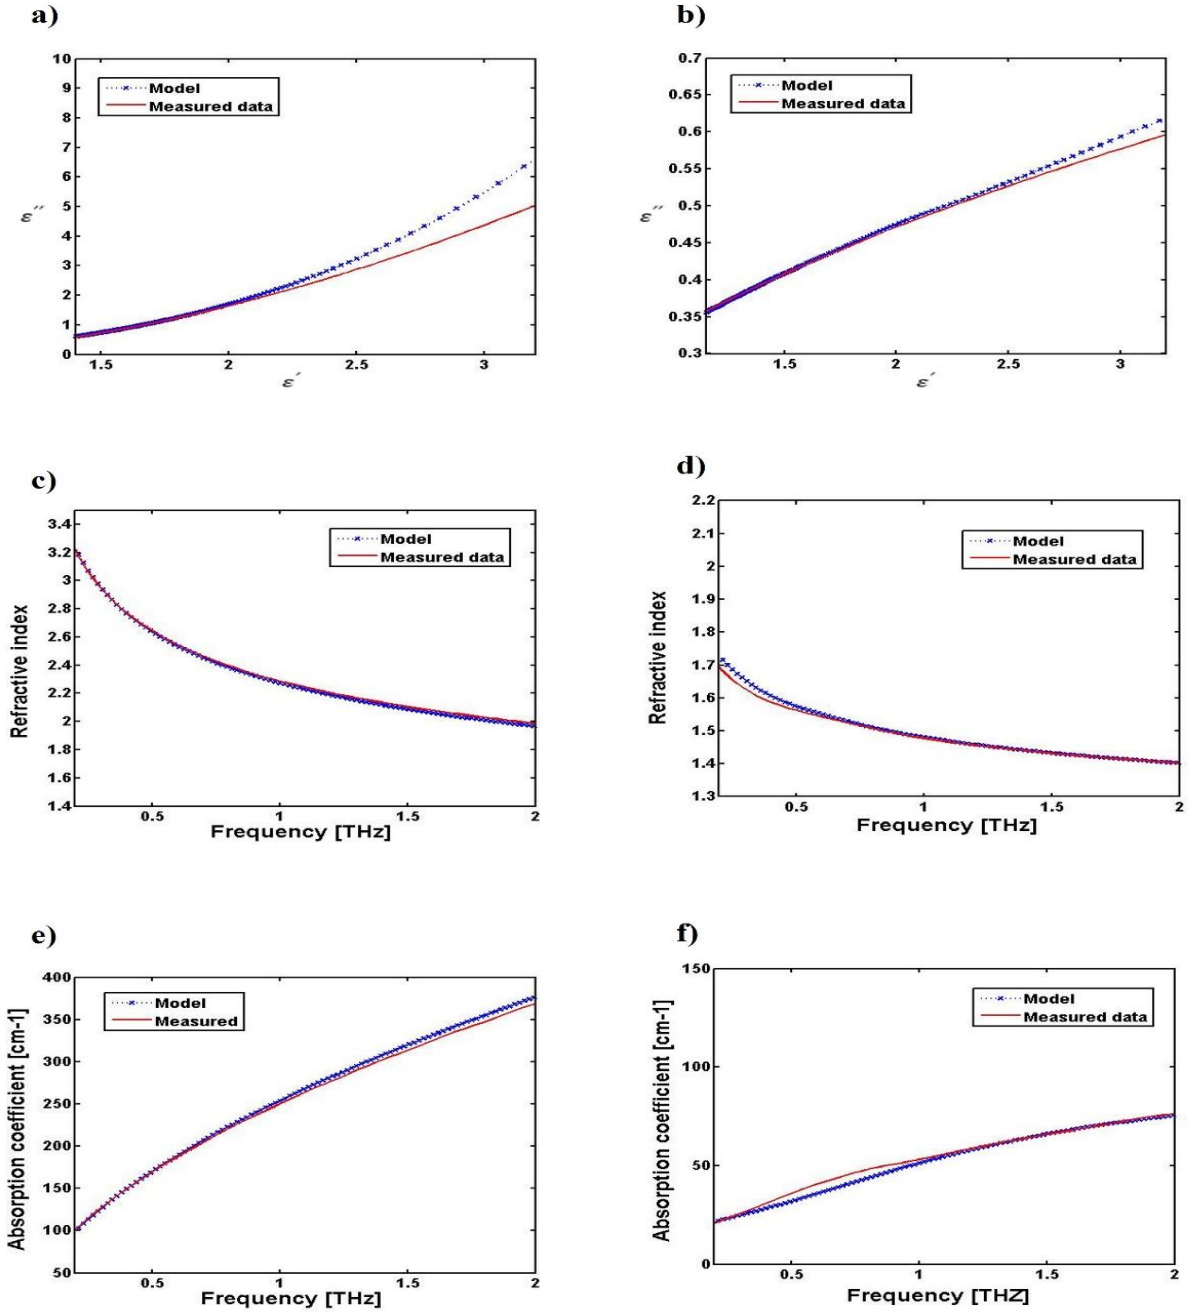 a)
10
9
8
7
6
5
4
3
2
1
0
ε″
Model
Measured data
1.5
2
2.5
3
ε′
b)
0.7
0.65
0.6
0.55
0.5
0.45
0.4
0.35
0.3
ε″
Model
Measured data
1.5
2
2.5
3
ε′
c)
3.4
3.2
3
2.8
2.6
2.4
2.2
2
1.8
1.6
1.4
Refractive index
Model
Measured data
0.5
1
1.5
2
Frequency [THz]
d)
2.2
2.1
2
1.9
1.8
1.7
1.6
1.5
1.4
1.3
Refractive index
Model
Measured data
0.5
1
1.5
2
Frequency [THz]
e)
400
350
300
250
200
150
100
50
Absorption coefficient [cm-1]
Model
Measured
0.5
1
1.5
2
Frequency [THz]
f)
150
100
50
0
Absorption coefficient [cm-1]
Model
Measured data
0.5
1
1.5
2
Frequency [THZ]